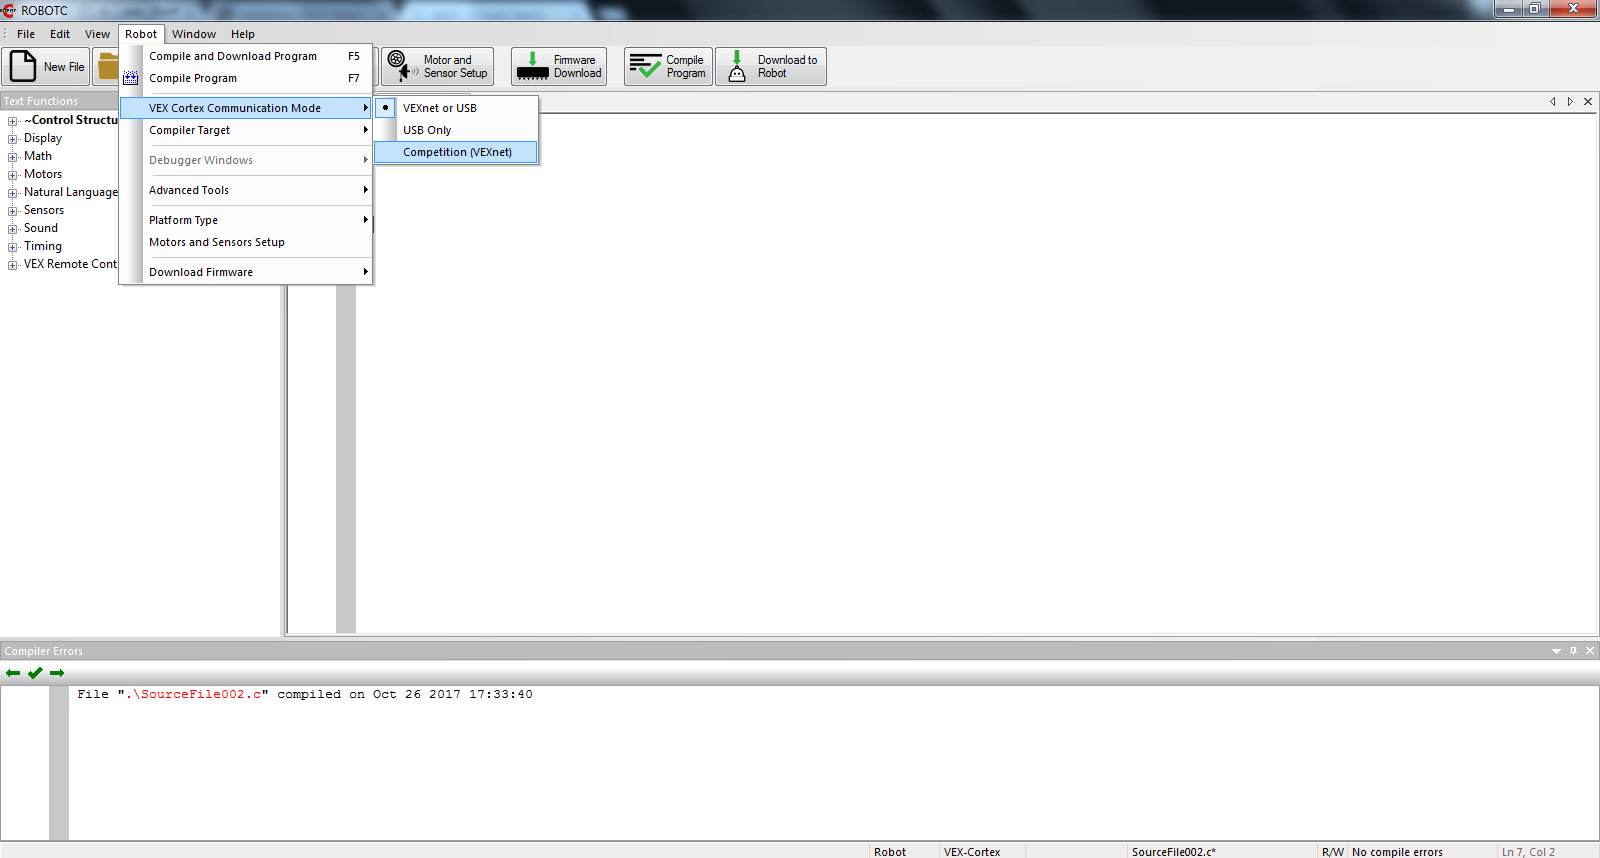 ROBOTC
File Edit View Robot Window Help
New File
Motor and
Sensor Setup
Firmware
Download
Compile
Program
Download to
Robot
Compile and Download Program F5
Compile Program F7
VEX Cortex Communication Mode
Compiler Target
Debugger Windows
Advanced Tools
Platform Type
Motors and Sensors Setup
Download Firmware
VEXnet or USB
USB Only
Competition (VEXnet)
Text Functions
~Control Structu
Display
Math
Motors
Natural Language
Sensors
Sound
Timing
VEX Remote Cont
Compiler Errors
File ".\SourceFile002.c" compiled on Oct 26 2017 17:33:40
Robot VEX-Cortex SourceFile002.c* R/W No compile errors Ln 7, Col 2